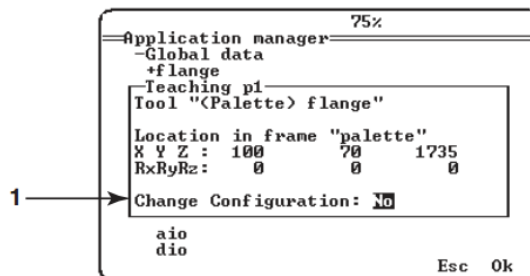 75%
Application manager
-Global data
+flange
Teaching p1
Tool "(Palette) flange"
Location in frame "palette"
X Y Z : 100 70 1735
RxRyRz: 0 0 0
1
Change Configuration: No
aio
dio
Esc Ok